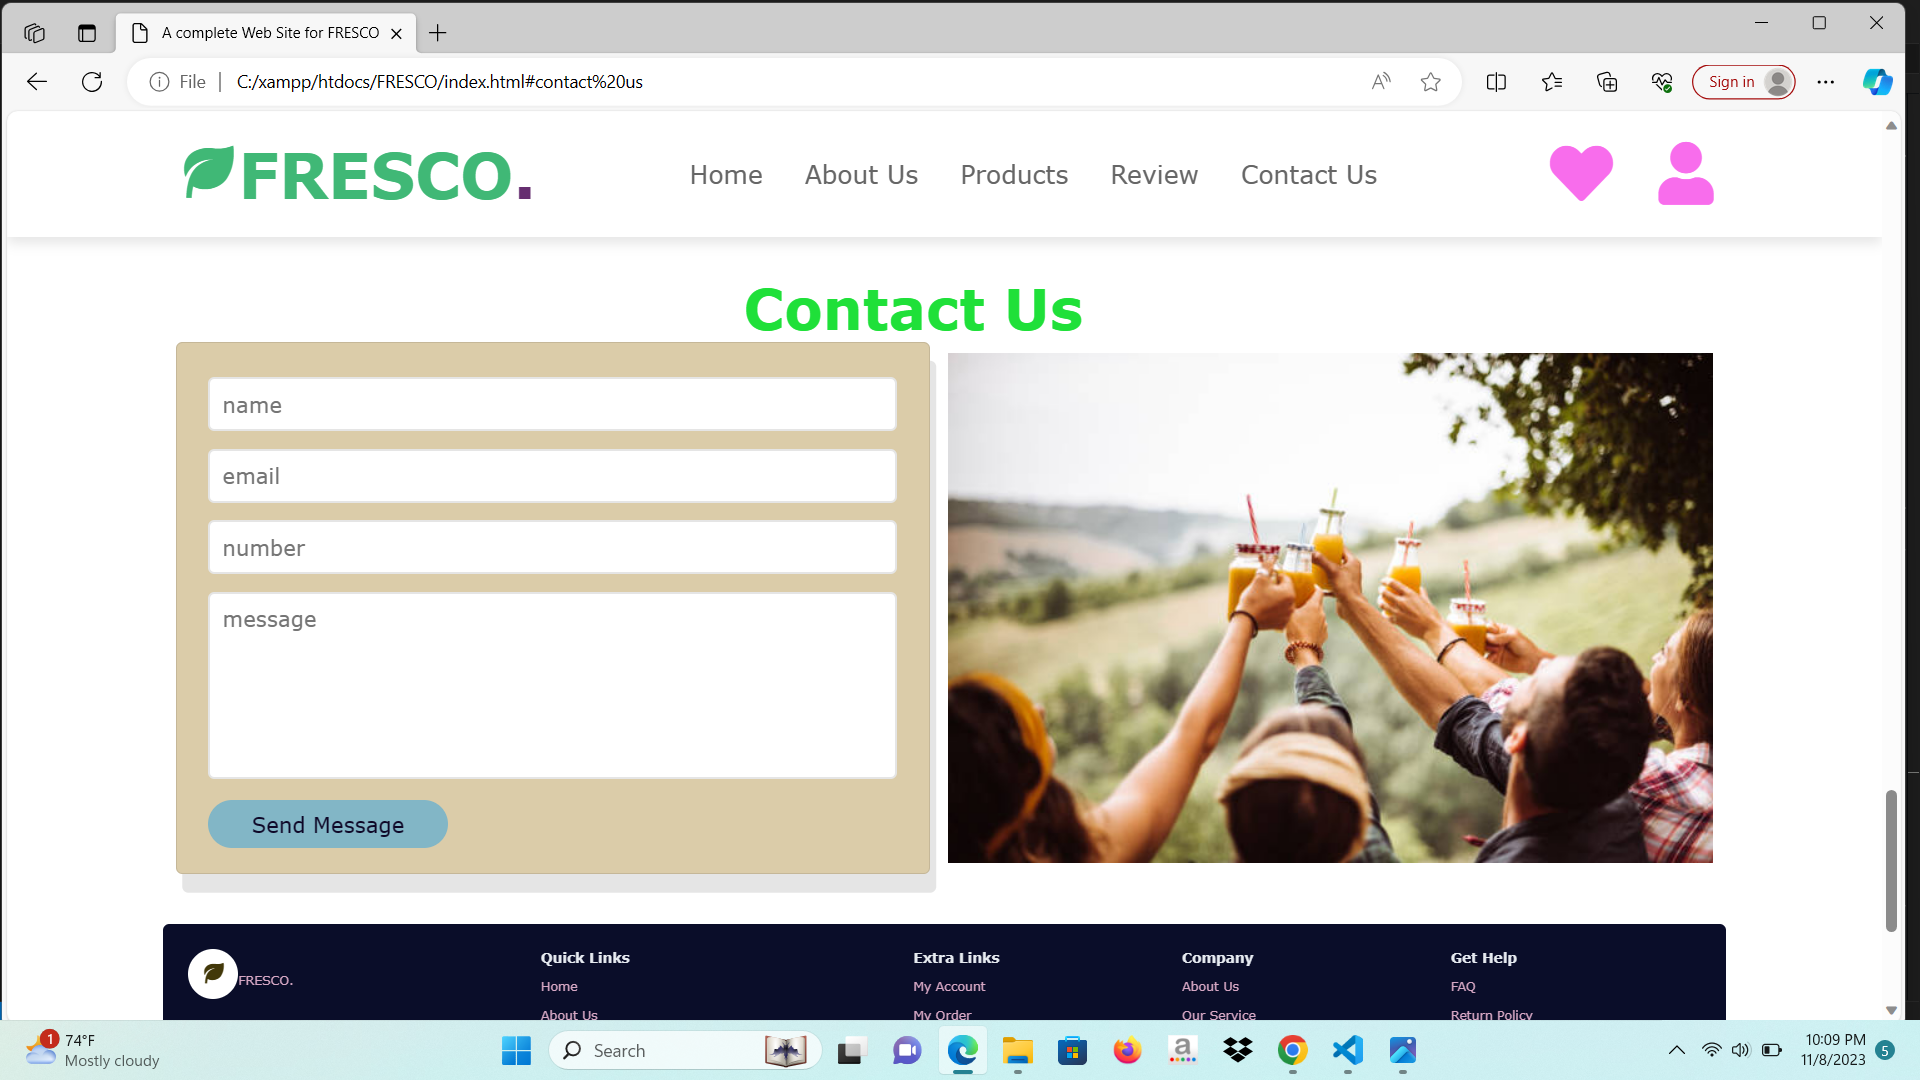 A complete Web Site for FRESCO
File
C:/xampp/htdocs/FRESCO/index.html#contact%20us
Sign in
FRESCO.
Home
About Us
Products
Review
Contact Us
Contact Us
name
email
number
message
Send Message
FRESCO.
Quick Links
Home
About Us
Extra Links
My Account
My Order
Company
About Us
Our Service
Get Help
FAQ
Return Policy
1
74°F
Mostly cloudy
Search
a
10:09 PM
11/8/2023
5